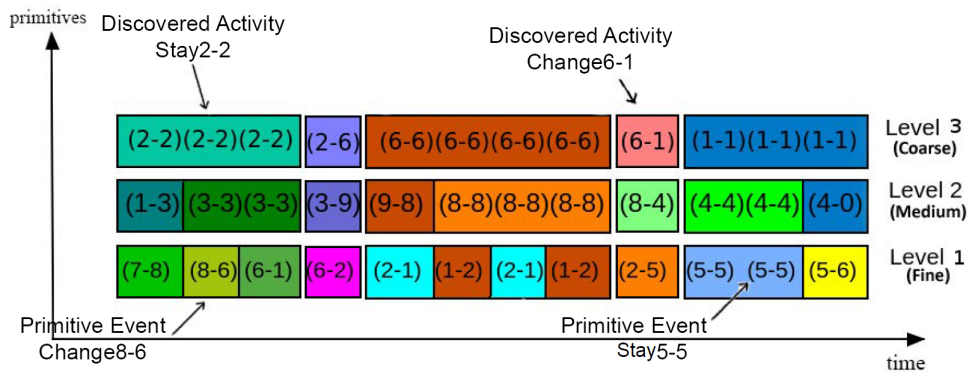 primitives
Discovered Activity
Stay2-2
Discovered Activity
Change6-1
(2-2)(2-2)(2-2) (2-6) (6-6)(6-6)(6-6)(6-6) (6-1) (1-1)(1-1)(1-1) Level 3
(Coarse)
(1-3) (3-3)(3-3) (3-9) (9-8) (8-8)(8-8)(8-8) (8-4) (4-4)(4-4) (4-0) Level 2
(Medium)
(7-8) (8-6) (6-1) (6-2) (2-1) (1-2) (2-1) (1-2) (2-5) (5-5) (5-5) (5-6) Level 1
(Fine)
Primitive Event
Change8-6
Primitive Event
Stay5-5
time